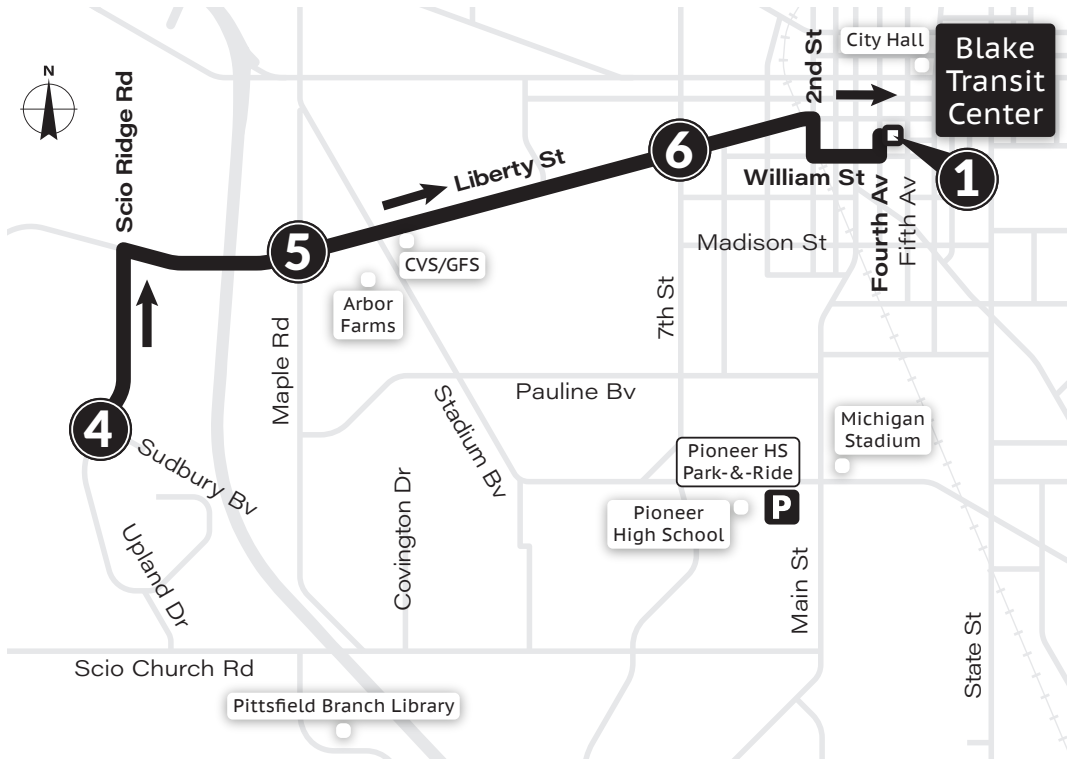 N
Scio Ridge Rd
2nd St
City Hall
Blake
Transit
Center
6
Liberty St
William St
1
Fourth Av
Fifth Av
Madison St
5
CVS/GFS
Arbor
Farms
7th St
Maple Rd
Pauline Bv
4
Sudbury Bv
Stadium Bv
Michigan
Stadium
Pioneer HS
Park-&-Ride
P
Pioneer
High School
Upland Dr
Covington Dr
Main St
State St
Scio Church Rd
Pittsfield Branch Library